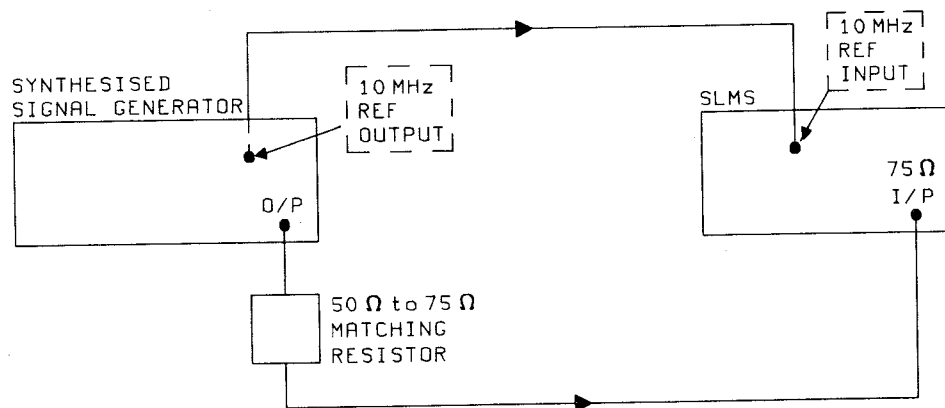 SYNTHESISED
SIGNAL GENERATOR
10 MHz
REF
OUTPUT
O/P
50 Ω to 75 Ω
MATCHING
RESISTOR
10 MHz
REF
INPUT
SLMS
75 Ω
I/P